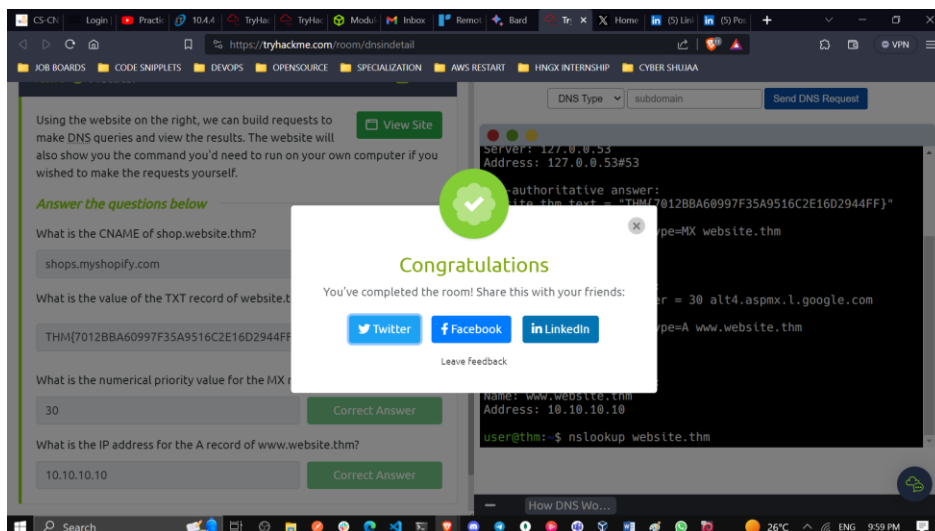 CS-CN Login Practic 10.4.4 TryHac TryHac Modul Inbox Remot Bard Tr X Home (5) Lin (5) Pos
https://tryhackme.com/room/dnsindetail VPN
JOB BOARDS CODE SNIPPLETS DEVOPS OPENSOURCE SPECIALIZATION AWS RESTART HNGX INTERNSHIP CYBER SHUJAA
Using the website on the right, we can build requests to
make DNS queries and view the results. The website will
also show you the command you'd need to run on your own computer if you
wished to make the requests yourself.
View Site
Answer the questions below
What is the CNAME of shop.website.thm?
shops.myshopify.com
What is the value of the TXT record of website.t
THM{7012BBA60997F35A9516C2E16D2944FF
What is the numerical priority value for the MX r
30
Correct Answer
What is the IP address for the A record of www.website.thm?
10.10.10.10
Correct Answer
Congratulations
You've completed the room! Share this with your friends:
Twitter
Facebook
in LinkedIn
Leave feedback
DNS Type subdomain Send DNS Request
Server: 127.0.0.53
Address: 127.0.0.53#53
-authoritative answer:
site.thm text = "THM{7012BBA60997F35A9516C2E16D2944FF}"
ype=MX website.thm
r = 30 alt4.aspmx.l.google.com
ype=A www.website.thm
Name: www.website.thm
Address: 10.10.10.10
user@thm:~$ nslookup website.thm
How DNS Wo...
Search 26°C ENG 9:59 PM